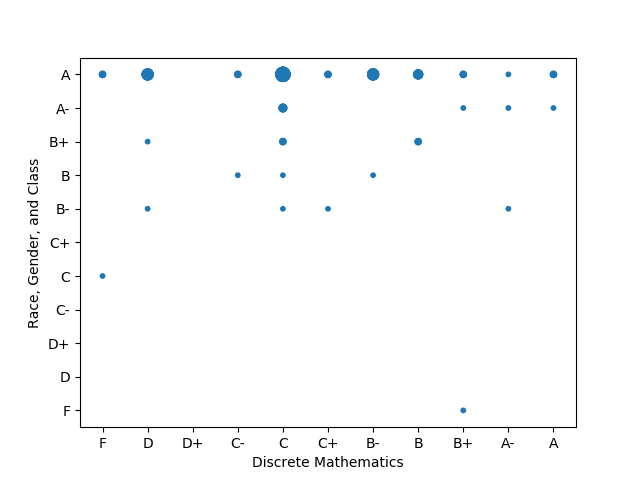 A
A-
B+
B
B-
C+
C
C-
D+
D
F
Race, Gender, and Class
F D D+ C- C C+ B- B B+ A- A
Discrete Mathematics